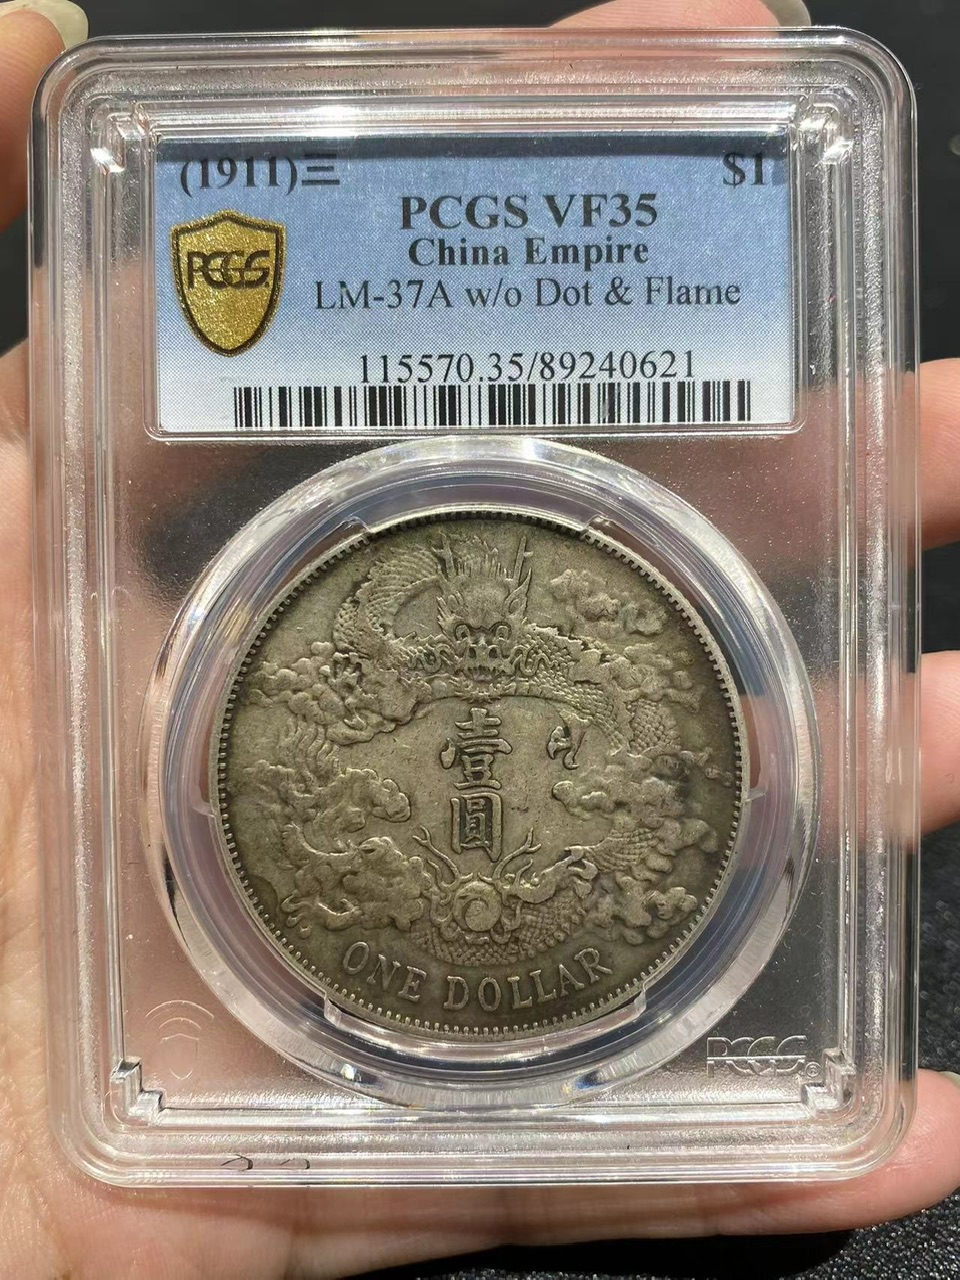 (1911)三 $1
PCGS VF35
China Empire
LM-37A w/o Dot & Flame
PCGS
115570.35/89240621
壹
圓
ONE DOLLAR
PCGS©